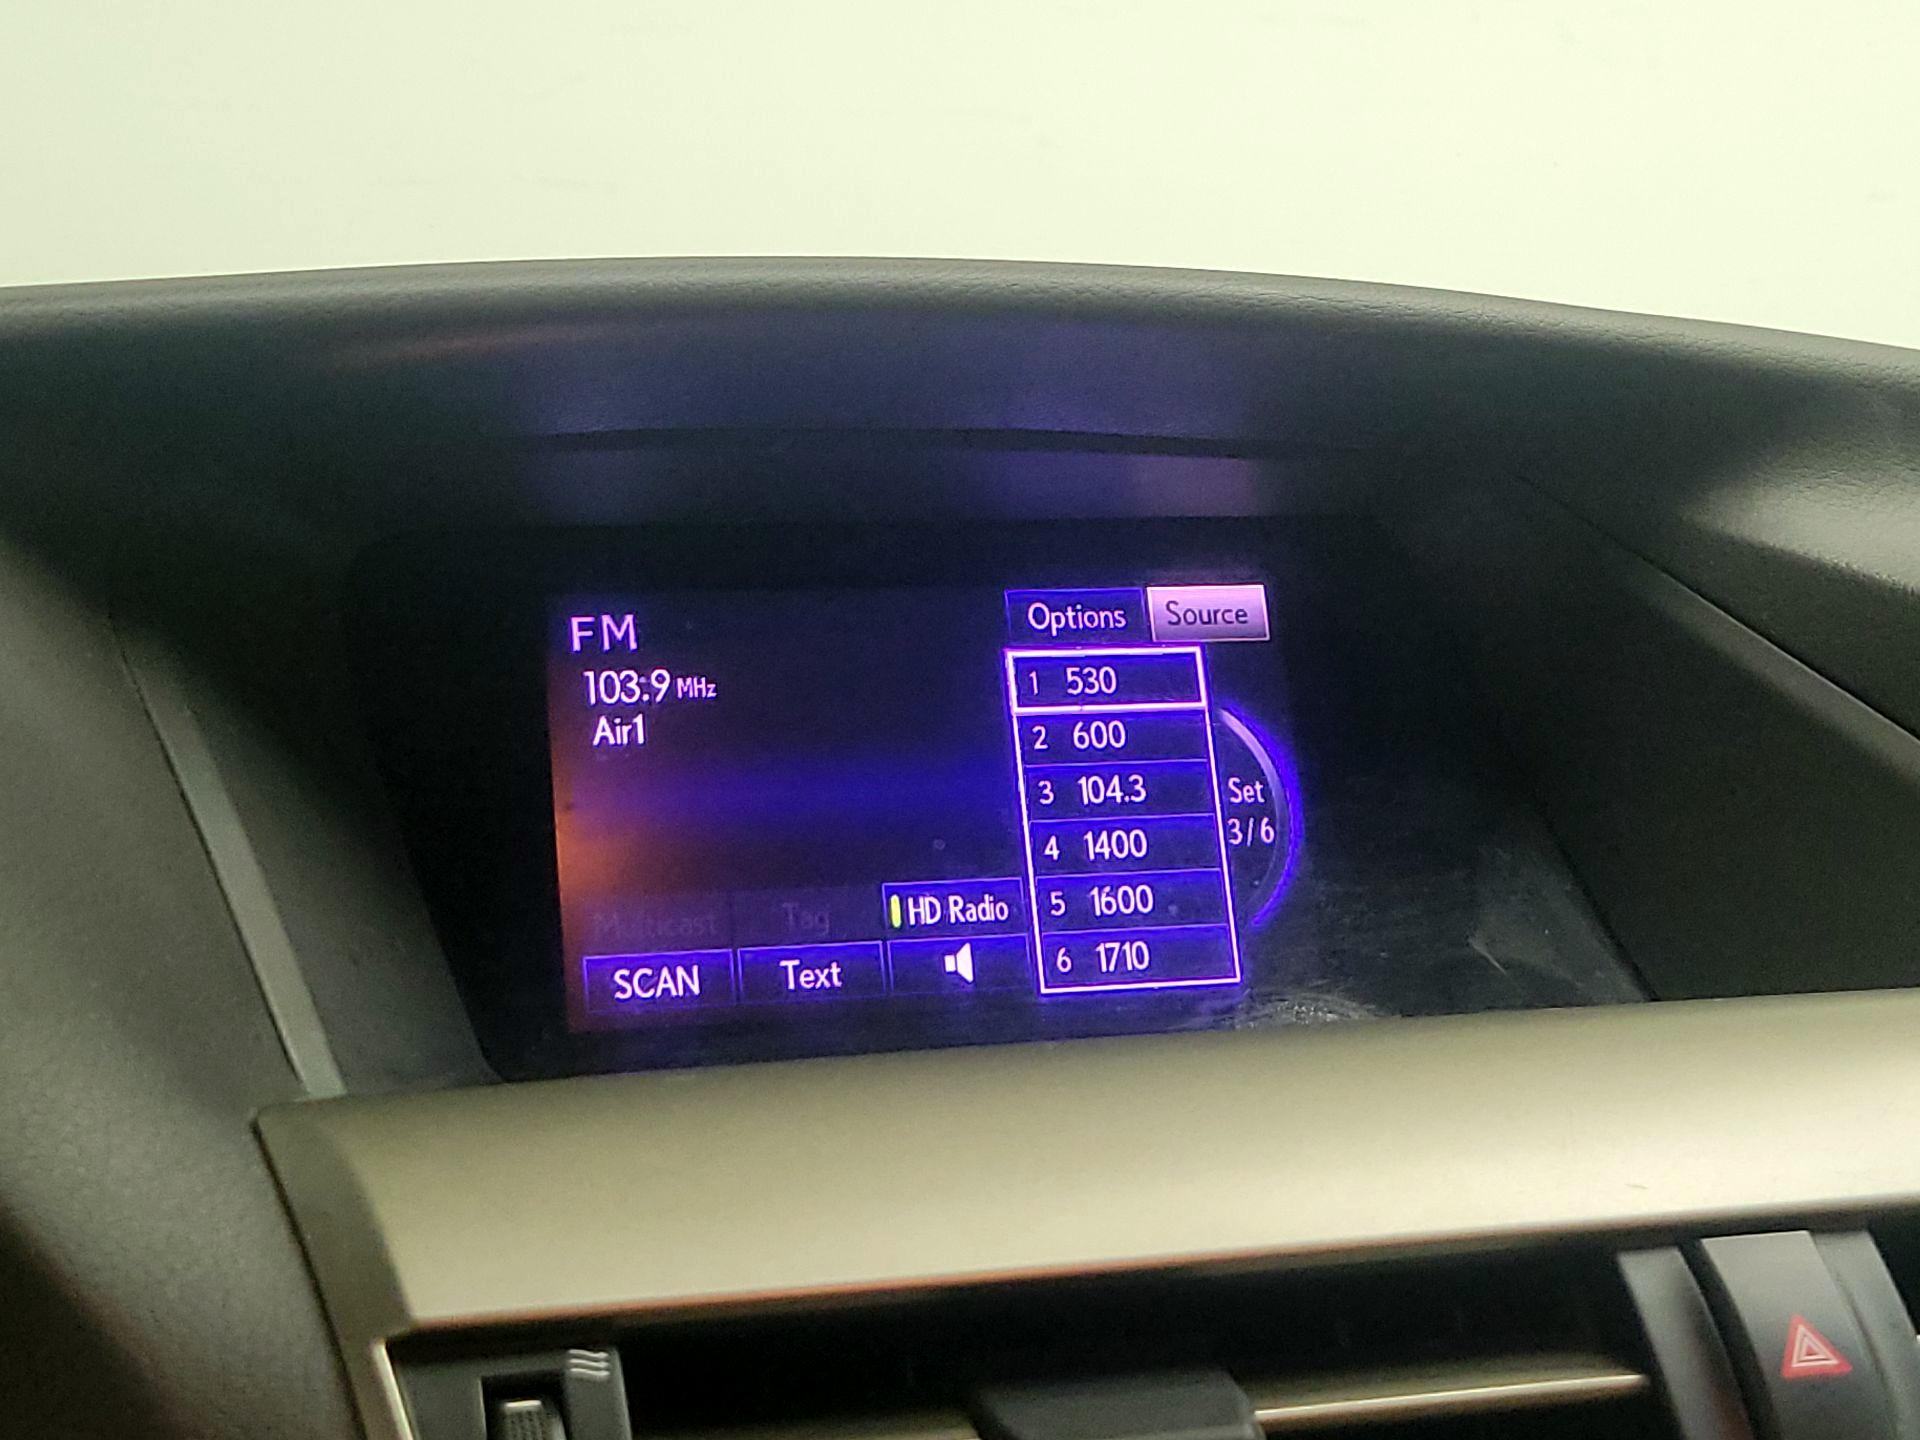 FM
103.9 MHz
Air1
Options
Source
1 530
2 600
3 104.3
4 1400
5 1600
6 1710
Set
3/6
Multicast
Tag
HD Radio
SCAN
Text